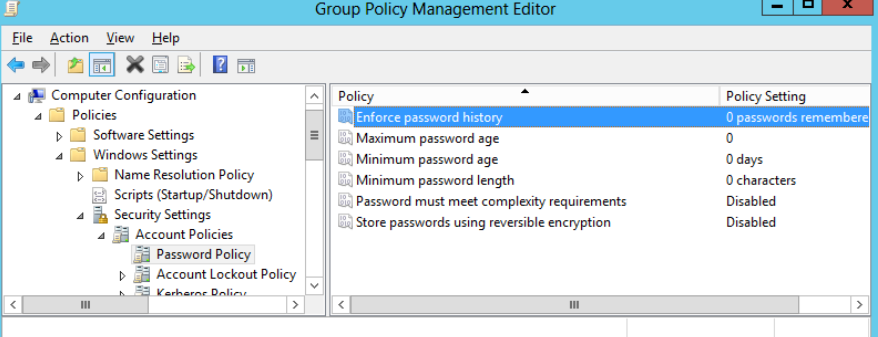 Group Policy Management Editor
File Action View Help
Computer Configuration
Policies
Software Settings
Windows Settings
Name Resolution Policy
Scripts (Startup/Shutdown)
Security Settings
Account Policies
Password Policy
Account Lockout Policy
Kerberos Policy
Policy Policy Setting
Enforce password history 0 passwords remembere
Maximum password age 0
Minimum password age 0 days
Minimum password length 0 characters
Password must meet complexity requirements Disabled
Store passwords using reversible encryption Disabled